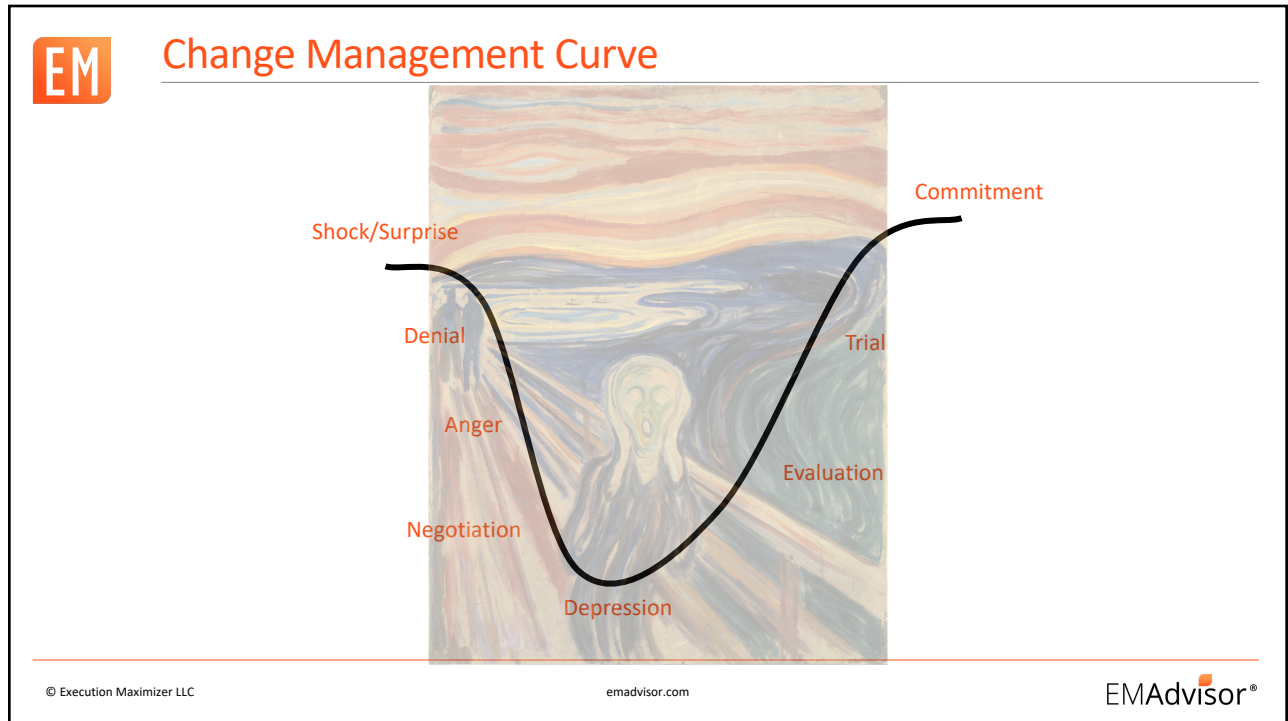 EM
Change Management Curve
Commitment
Shock/Surprise
Denial
Trial
Anger
Evaluation
Negotiation
Depression
© Execution Maximizer LLC
emadvisor.com
EMAdvisor®